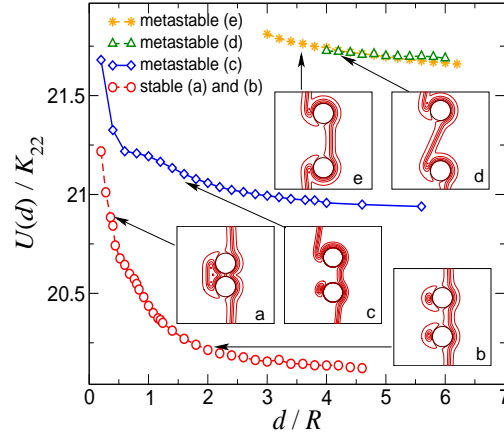 metastable (e)
metastable (d)
metastable (c)
stable (a) and (b)
21.5
21
20.5
U(d) / K22
e
d
a
c
b
0 1 2 3 4 5 6 7
d / R